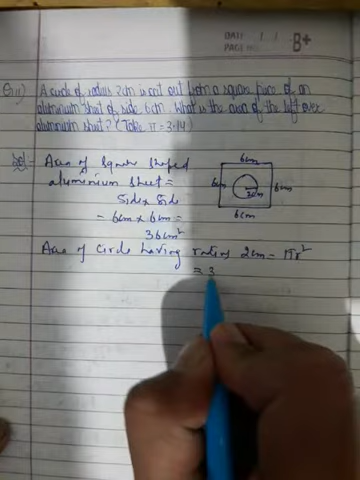 DATE / /
PAGE NO. B+
Q11) A circle of radius 2cm is cut out from a square piece of an
aluminium sheet of side 6cm. What is the area of the left over
aluminium sheet? (Take π = 3.14)
Sol = Area of Square shaped
aluminium sheet =
Side x Side
= 6cm x 6cm =
36cm²
6cm
6cm 2cm 6cm
6cm
Area of Circle having radius 2cm = πr²
= 3